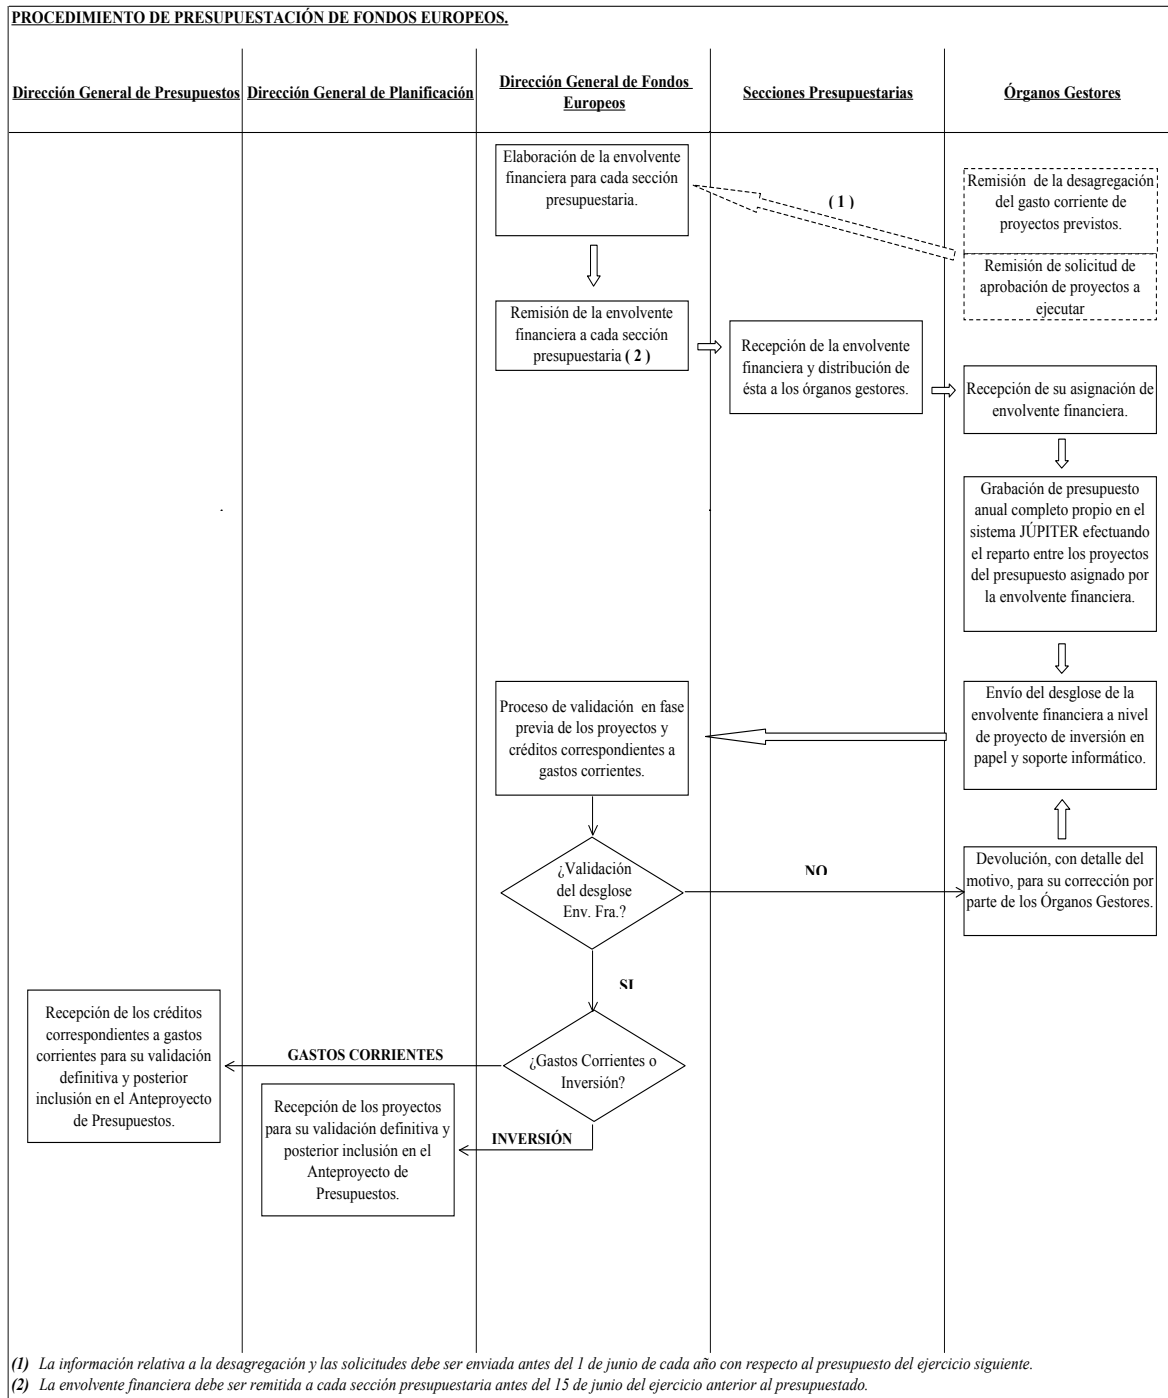 PROCEDIMIENTO DE PRESUPUESTACIÓN DE FONDOS EUROPEOS.
Dirección General de Presupuestos
Dirección General de Planificación
Dirección General de Fondos
Europeos
Secciones Presupuestarias
Órganos Gestores
Elaboración de la envolvente
financiera para cada sección
presupuestaria.
( 1 )
Remisión de la desagregación
del gasto corriente de
proyectos previstos.
Remisión de solicitud de
aprobación de proyectos a
ejecutar
Remisión de la envolvente
financiera a cada sección
presupuestaria ( 2 )
Recepción de la envolvente
financiera y distribución de
ésta a los órganos gestores.
Recepción de su asignación de
envolvente financiera.
Grabación de presupuesto
anual completo propio en el
sistema JÚPITER efectuando
el reparto entre los proyectos
del presupuesto asignado por
la envolvente financiera.
Envío del desglose de la
envolvente financiera a nivel
de proyecto de inversión en
papel y soporte informático.
Proceso de validación en fase
previa de los proyectos y
créditos correspondientes a
gastos corrientes.
¿Validación
del desglose
Env. Fra.?
NO
Devolución, con detalle del
motivo, para su corrección por
parte de los Órganos Gestores.
SI
¿Gastos Corrientes o
Inversión?
GASTOS CORRIENTES
Recepción de los créditos
correspondientes a gastos
corrientes para su validación
definitiva y posterior
inclusión en el Anteproyecto
de Presupuestos.
INVERSIÓN
Recepción de los proyectos
para su validación definitiva y
posterior inclusión en el
Anteproyecto de
Presupuestos.
(1) La información relativa a la desagregación y las solicitudes debe ser enviada antes del 1 de junio de cada año con respecto al presupuesto del ejercicio siguiente.
(2) La envolvente financiera debe ser remitida a cada sección presupuestaria antes del 15 de junio del ejercicio anterior al presupuestado.